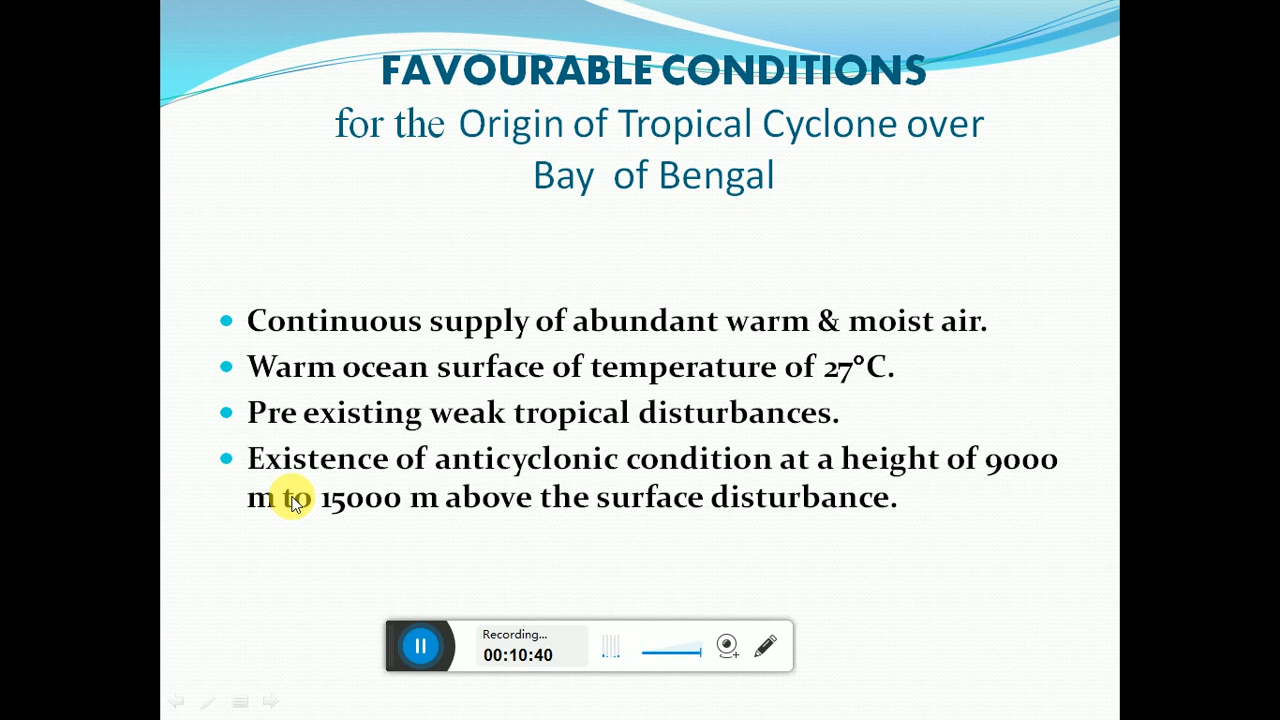 FAVOURABLE CONDITIONS
for the Origin of Tropical Cyclone over
Bay of Bengal
• Continuous supply of abundant warm & moist air.
• Warm ocean surface of temperature of 27°C.
• Pre existing weak tropical disturbances.
• Existence of anticyclonic condition at a height of 9000
m to 15000 m above the surface disturbance.
Recording...
00:10:40